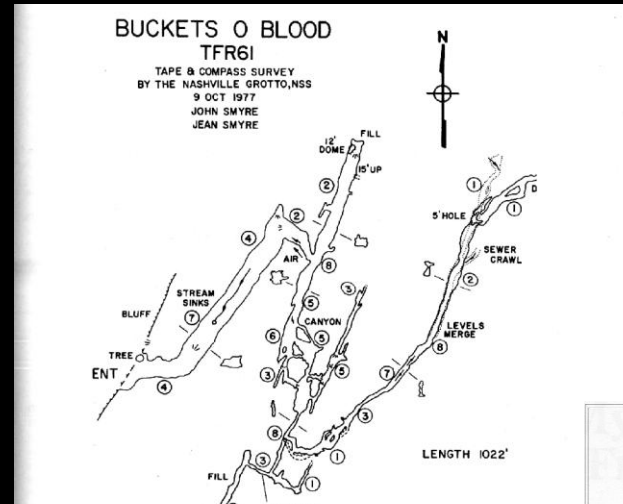 BUCKETS O BLOOD
TFR61
TAPE & COMPASS SURVEY
BY THE NASHVILLE GROTTO, NSS
9 OCT 1977
JOHN SMYRE
JEAN SMYRE
N
12' DOME
FILL
15' UP
2
2
4
8
AIR
5
3
STREAM SINKS
7
BLUFF
TREE
ENT
4
CANYON
5
6
3
5
1
1
5' HOLE
SEWER CRAWL
2
LEVELS MERGE
8
7
3
8
1
LENGTH 1022'
FILL
3
1